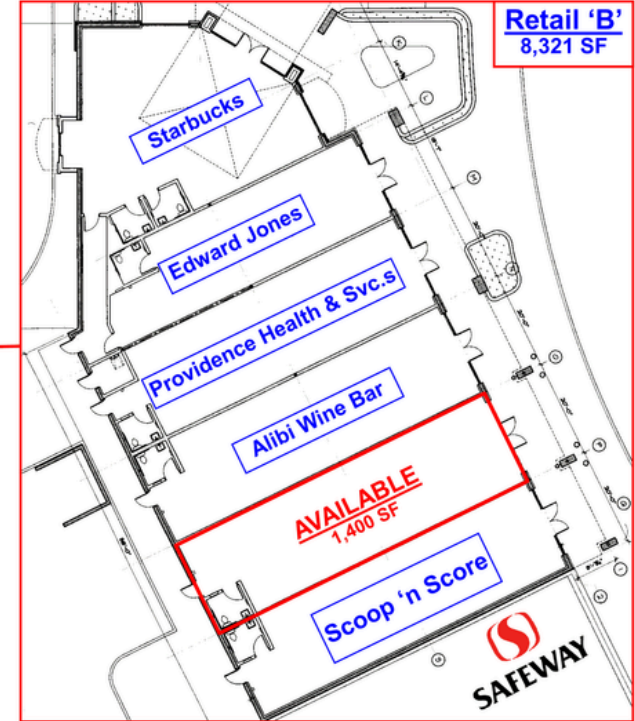 Retail ‘B’
8,321 SF
Starbucks
Edward Jones
Providence Health & Svc.s
Alibi Wine Bar
AVAILABLE
1,400 SF
Scoop ‘n Score
SAFEWAY